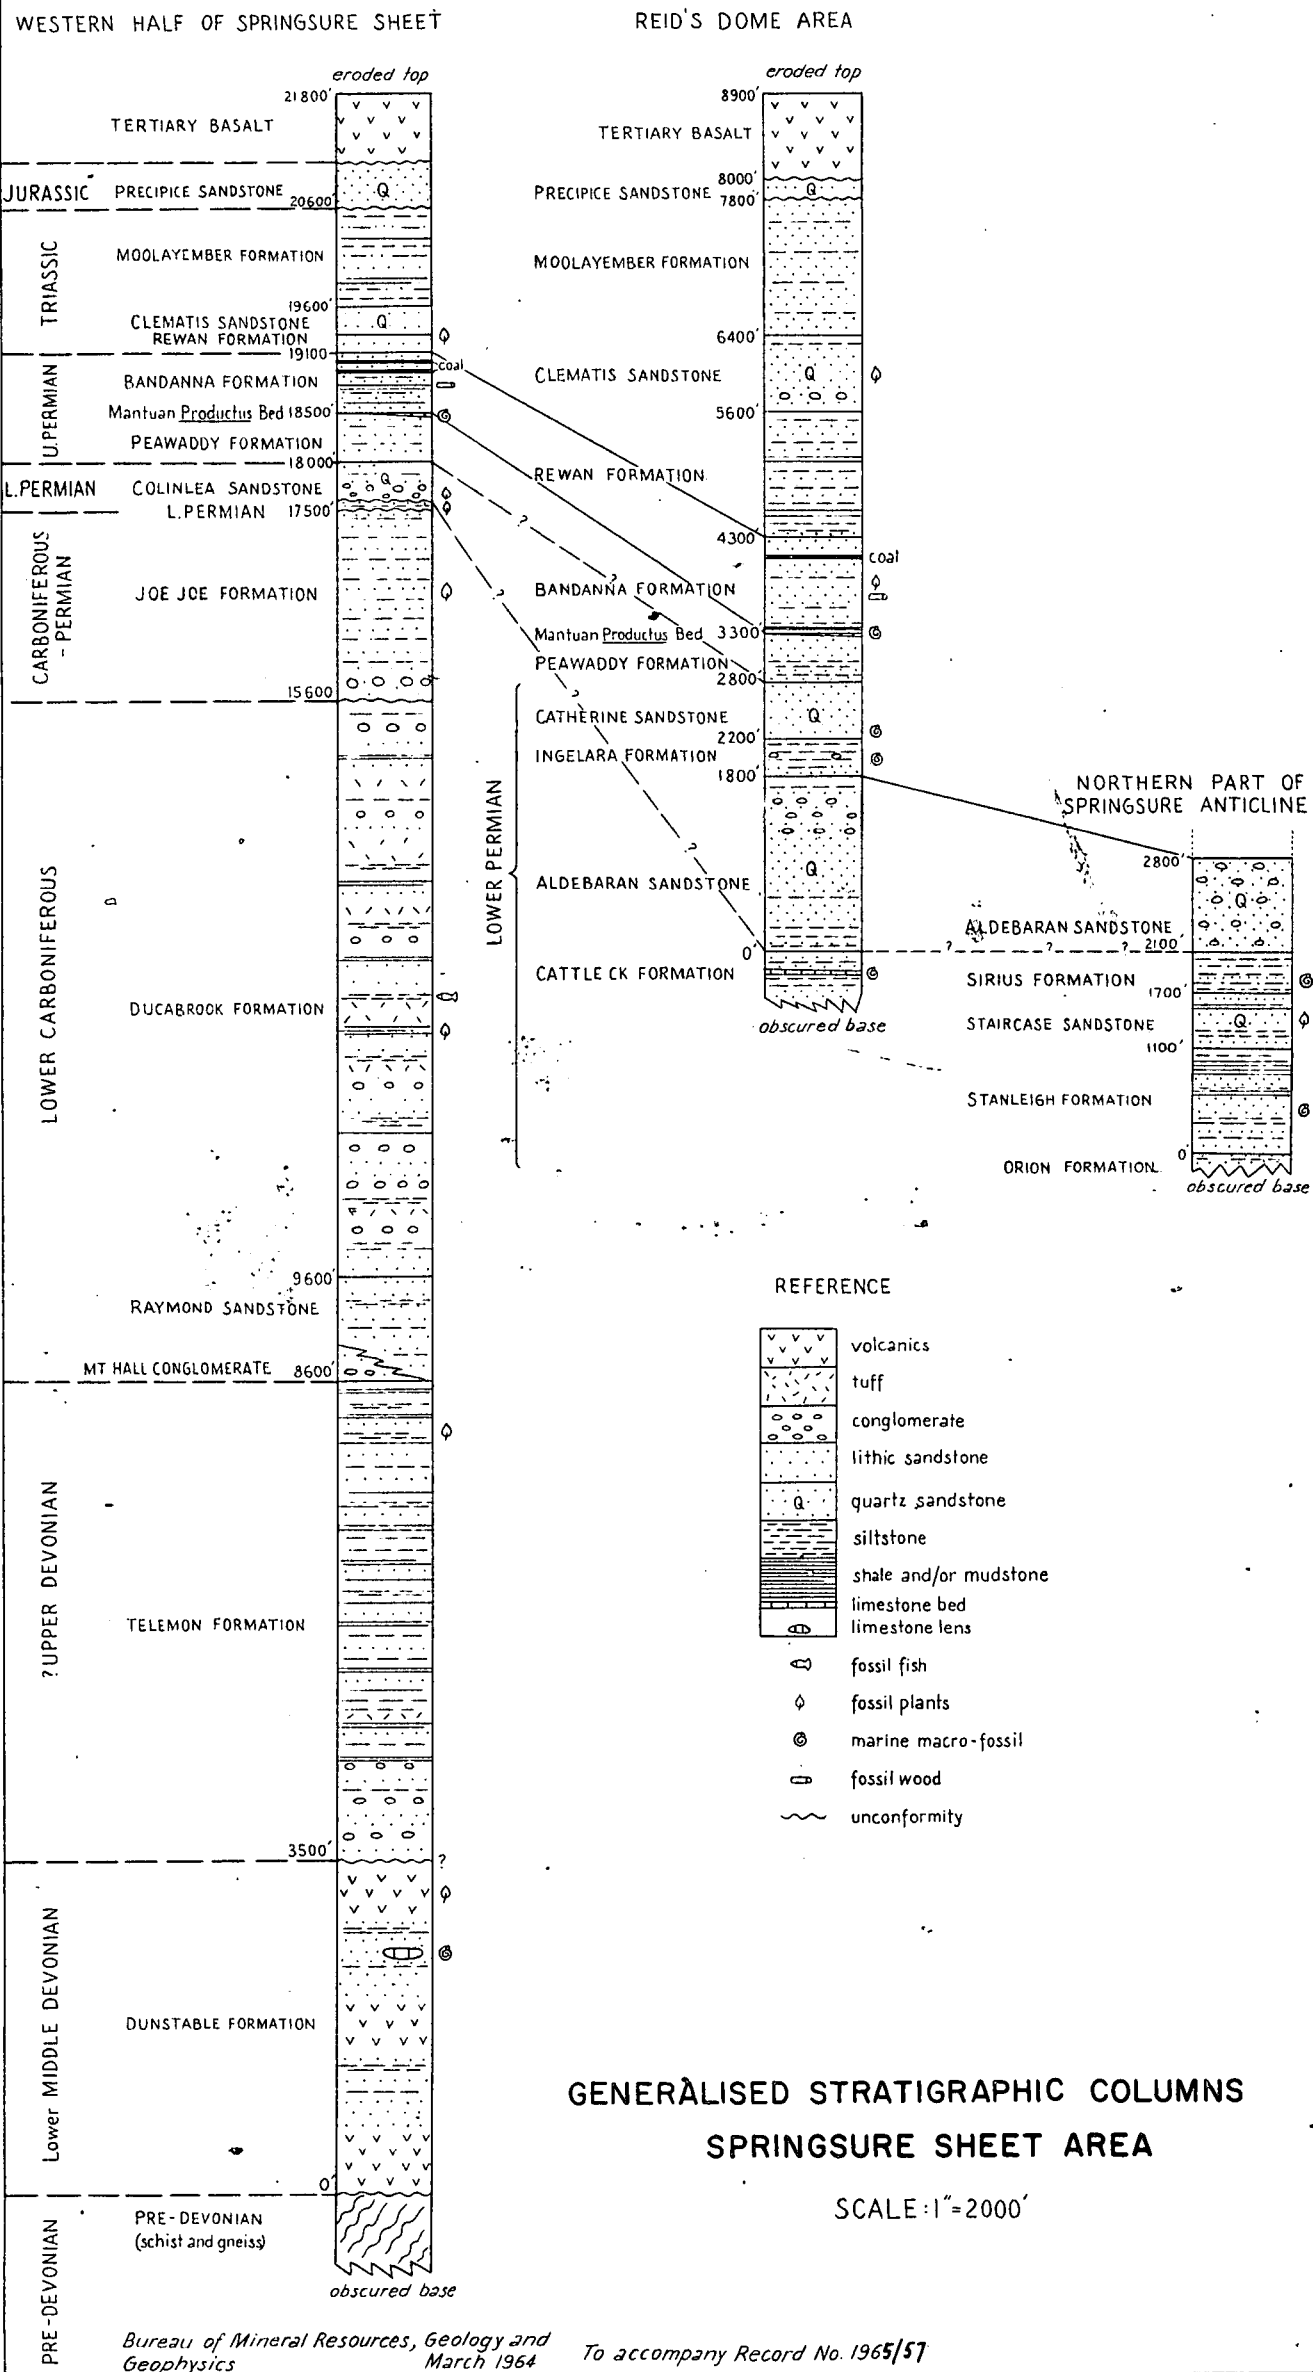 WESTERN HALF OF SPRINGSURE SHEET
eroded top
21800'
TERTIARY BASALT
JURASSIC
PRECIPICE SANDSTONE
Q
20600'
TRIASSIC
MOOLAYEMBER FORMATION
19600'
CLEMATIS SANDSTONE
Q
REWAN FORMATION
19100'
coal
U.PERMIAN
BANDANNA FORMATION
Mantuan Productus Bed 18500'
PEAWADDY FORMATION
18000'
L.PERMIAN
COLINLEA SANDSTONE
Q
L.PERMIAN 17500'
CARBONIFEROUS
-PERMIAN
JOE JOE FORMATION
15600'
LOWER CARBONIFEROUS
DUCABROOK FORMATION
9600'
RAYMOND SANDSTONE
MT HALL CONGLOMERATE 8600'
?UPPER DEVONIAN
TELEMON FORMATION
3500'
?
Lower MIDDLE DEVONIAN
DUNSTABLE FORMATION
0'
PRE-DEVONIAN
PRE-DEVONIAN
(schist and gneiss)
obscured base
REID'S DOME AREA
eroded top
8900'
TERTIARY BASALT
8000'
PRECIPICE SANDSTONE
Q
7800'
MOOLAYEMBER FORMATION
6400'
CLEMATIS SANDSTONE
Q
5600'
REWAN FORMATION
?
4300'
coal
?
BANDANNA FORMATION
?
Mantuan Productus Bed 3300'
PEAWADDY FORMATION
2800'
?
LOWER PERMIAN
CATHERINE SANDSTONE
Q
2200'
INGELARA FORMATION
1800'
?
ALDEBARAN SANDSTONE
Q
0'
CATTLE CK FORMATION
obscured base
NORTHERN PART OF
SPRINGSURE ANTICLINE
2800'
Q
ALDEBARAN SANDSTONE
? ? ? 2100'
SIRIUS FORMATION
1700'
STAIRCASE SANDSTONE
Q
1100'
STANLEIGH FORMATION
0'
ORION FORMATION
obscured base
REFERENCE
volcanics
tuff
conglomerate
lithic sandstone
Q quartz sandstone
siltstone
shale and/or mudstone
limestone bed
limestone lens
fossil fish
fossil plants
marine macro-fossil
fossil wood
unconformity
GENERALISED STRATIGRAPHIC COLUMNS
SPRINGSURE SHEET AREA
SCALE:1"=2000'
Bureau of Mineral Resources, Geology and
Geophysics March 1964
To accompany Record No. 1965/57